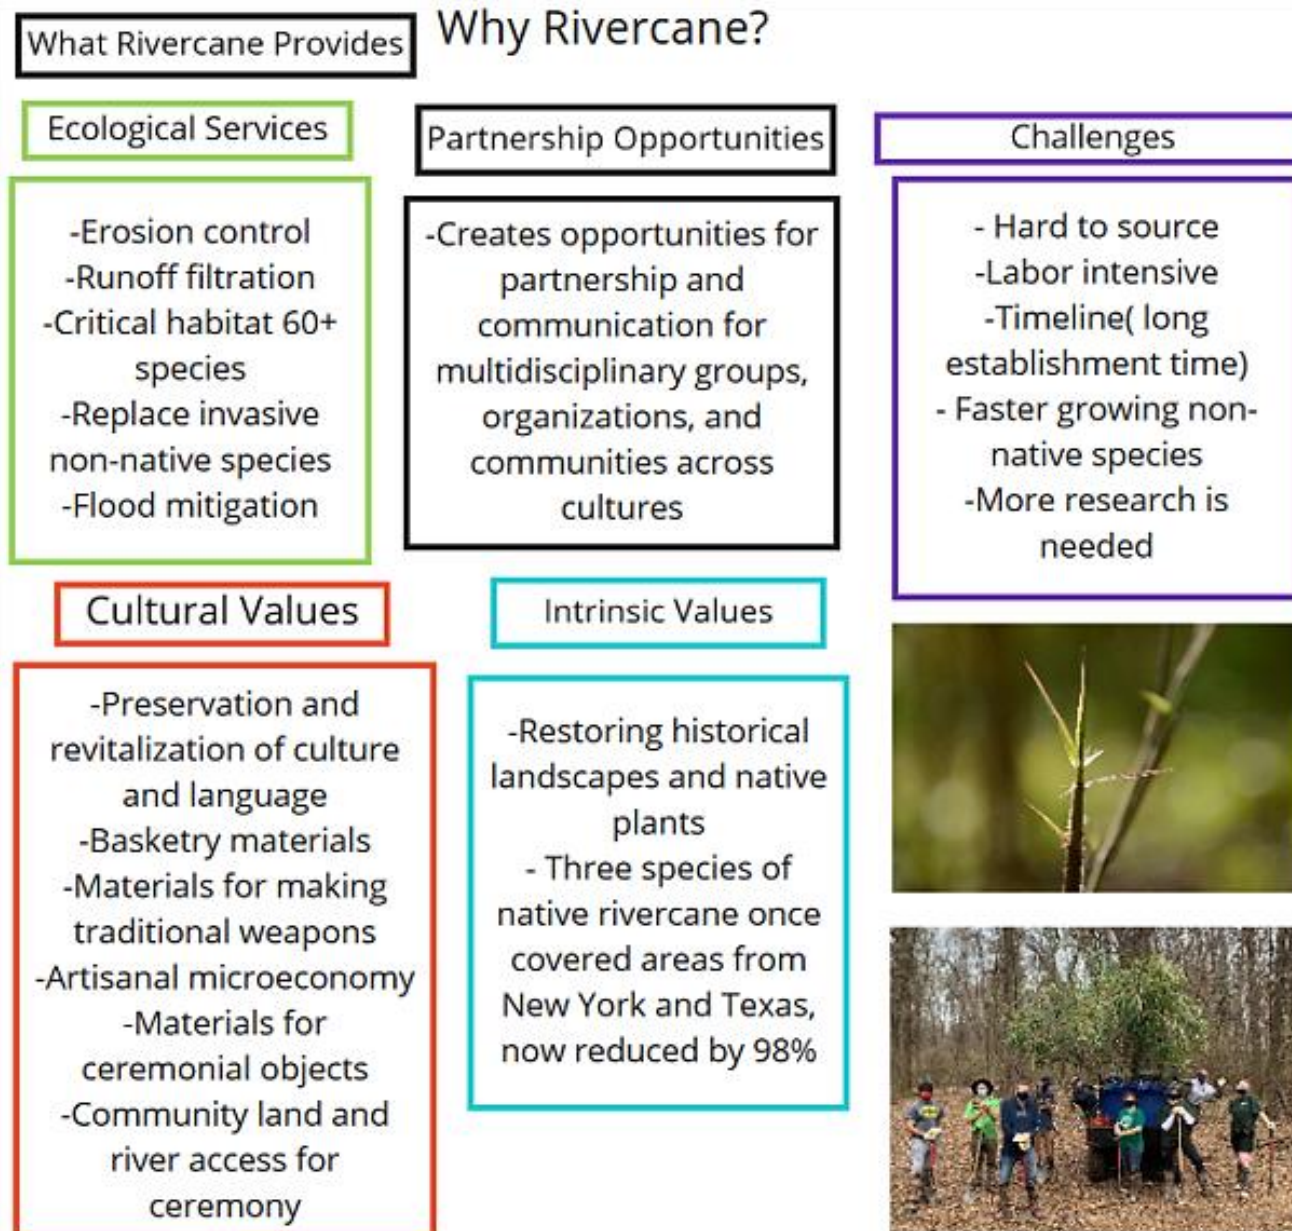 Why Rivercane?
What Rivercane Provides
Ecological Services
-Erosion control
-Runoff filtration
-Critical habitat 60+
species
-Replace invasive
non-native species
-Flood mitigation
Partnership Opportunities
-Creates opportunities for
partnership and
communication for
multidisciplinary groups,
organizations, and
communities across
cultures
Challenges
- Hard to source
-Labor intensive
-Timeline( long
establishment time)
- Faster growing non-
native species
-More research is
needed
Cultural Values
-Preservation and
revitalization of culture
and language
-Basketry materials
-Materials for making
traditional weapons
-Artisanal microeconomy
-Materials for
ceremonial objects
-Community land and
river access for
ceremony
Intrinsic Values
-Restoring historical
landscapes and native
plants
- Three species of
native rivercane once
covered areas from
New York and Texas,
now reduced by 98%